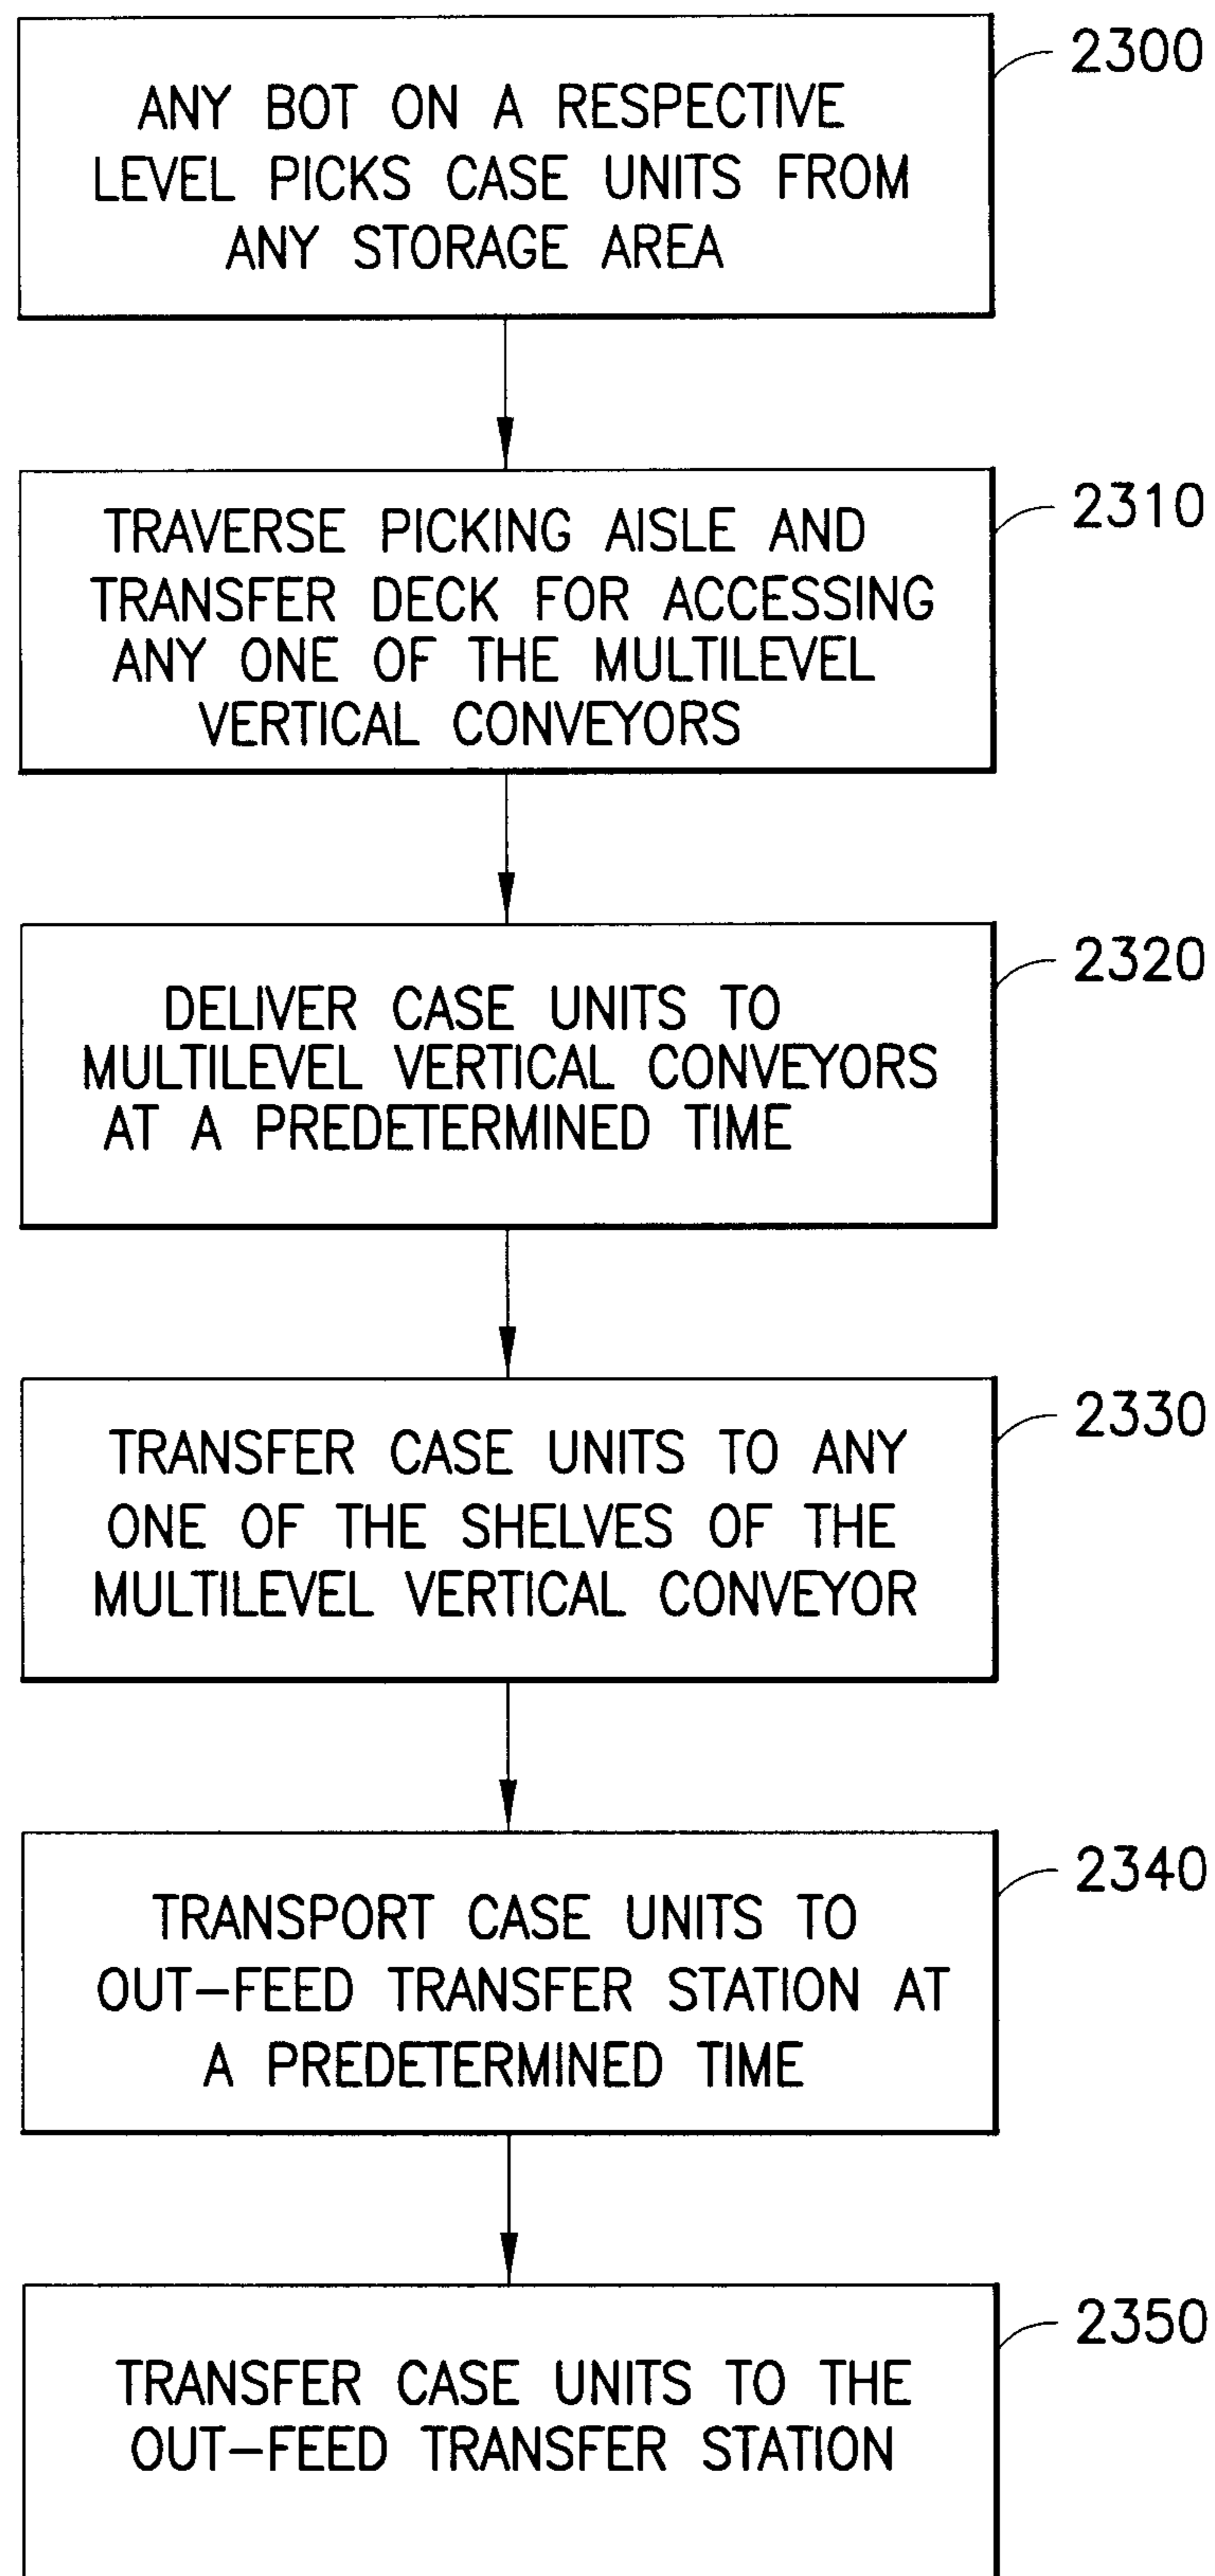 2300
ANY BOT ON A RESPECTIVE
LEVEL PICKS CASE UNITS FROM
ANY STORAGE AREA
2310
TRAVERSE PICKING AISLE AND
TRANSFER DECK FOR ACCESSING
ANY ONE OF THE MULTILEVEL
VERTICAL CONVEYORS
2320
DELIVER CASE UNITS TO
MULTILEVEL VERTICAL CONVEYORS
AT A PREDETERMINED TIME
2330
TRANSFER CASE UNITS TO ANY
ONE OF THE SHELVES OF THE
MULTILEVEL VERTICAL CONVEYOR
2340
TRANSPORT CASE UNITS TO
OUT-FEED TRANSFER STATION AT
A PREDETERMINED TIME
2350
TRANSFER CASE UNITS TO THE
OUT-FEED TRANSFER STATION